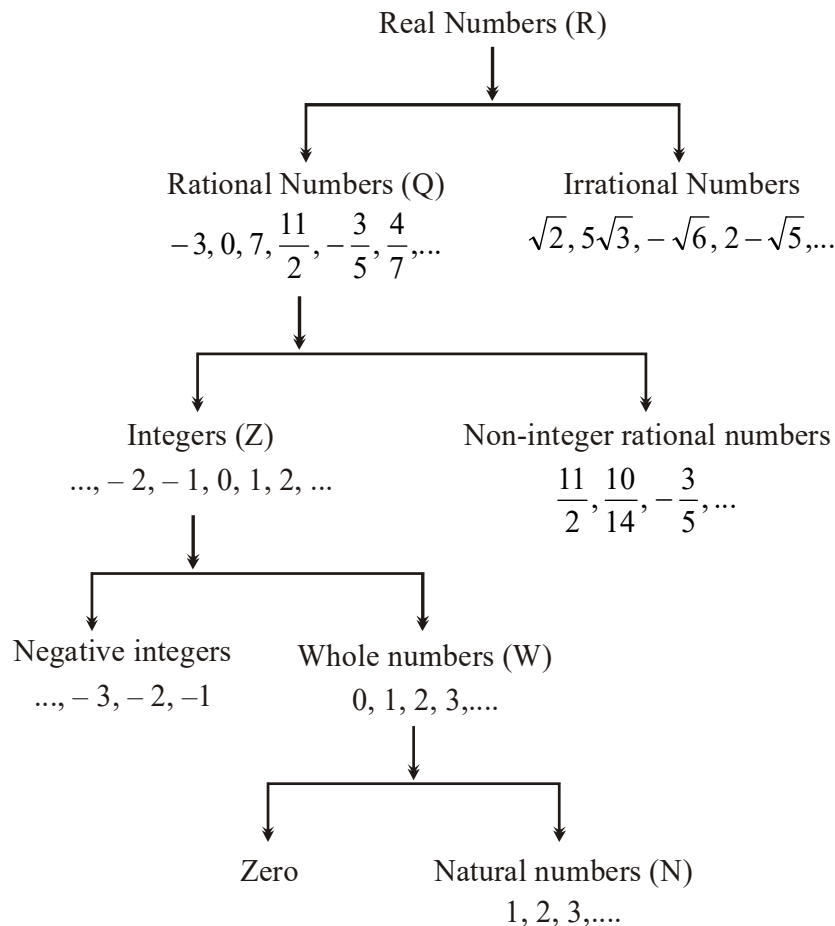 Real Numbers (R)
Rational Numbers (Q)
Irrational Numbers
−3, 0, 7, 11/2, −3/5, 4/7,...
√2, 5√3, −√6, 2−√5,...
Integers (Z)
Non-integer rational numbers
..., – 2, – 1, 0, 1, 2, ...
11/2, 10/14, −3/5, ...
Negative integers
Whole numbers (W)
..., – 3, – 2, –1
0, 1, 2, 3,....
Zero
Natural numbers (N)
1, 2, 3,....